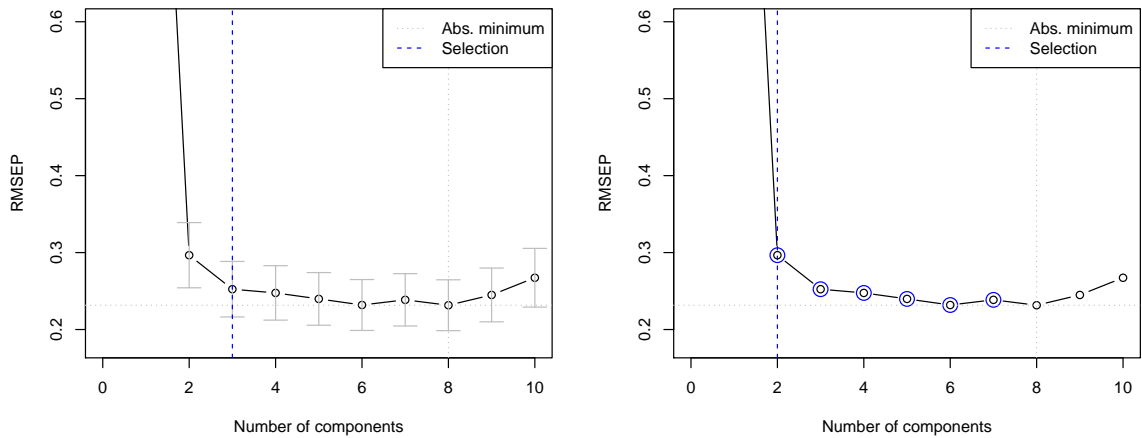 0.6
0.5
0.4
0.3
0.2
RMSEP
0 2 4 6 8 10
Number of components
Abs. minimum
Selection
0.6
0.5
0.4
0.3
0.2
RMSEP
0 2 4 6 8 10
Number of components
Abs. minimum
Selection